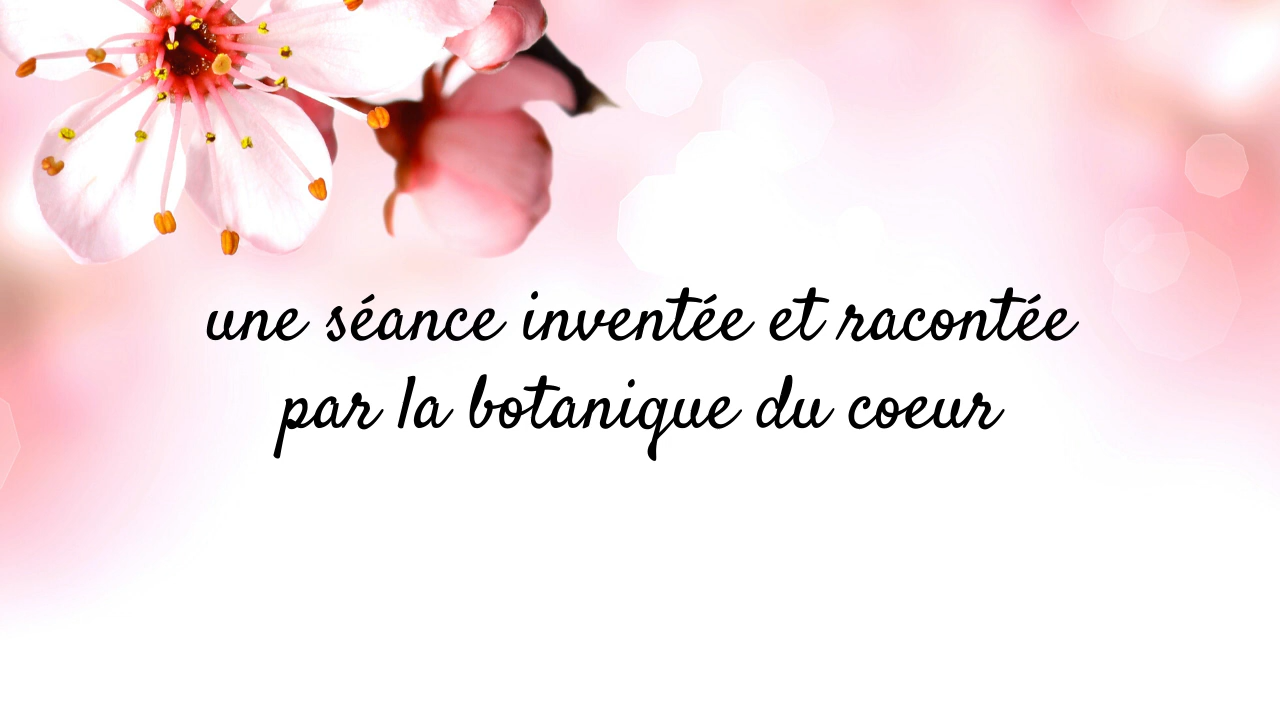 une séance inventée et racontée
par la botanique du coeur